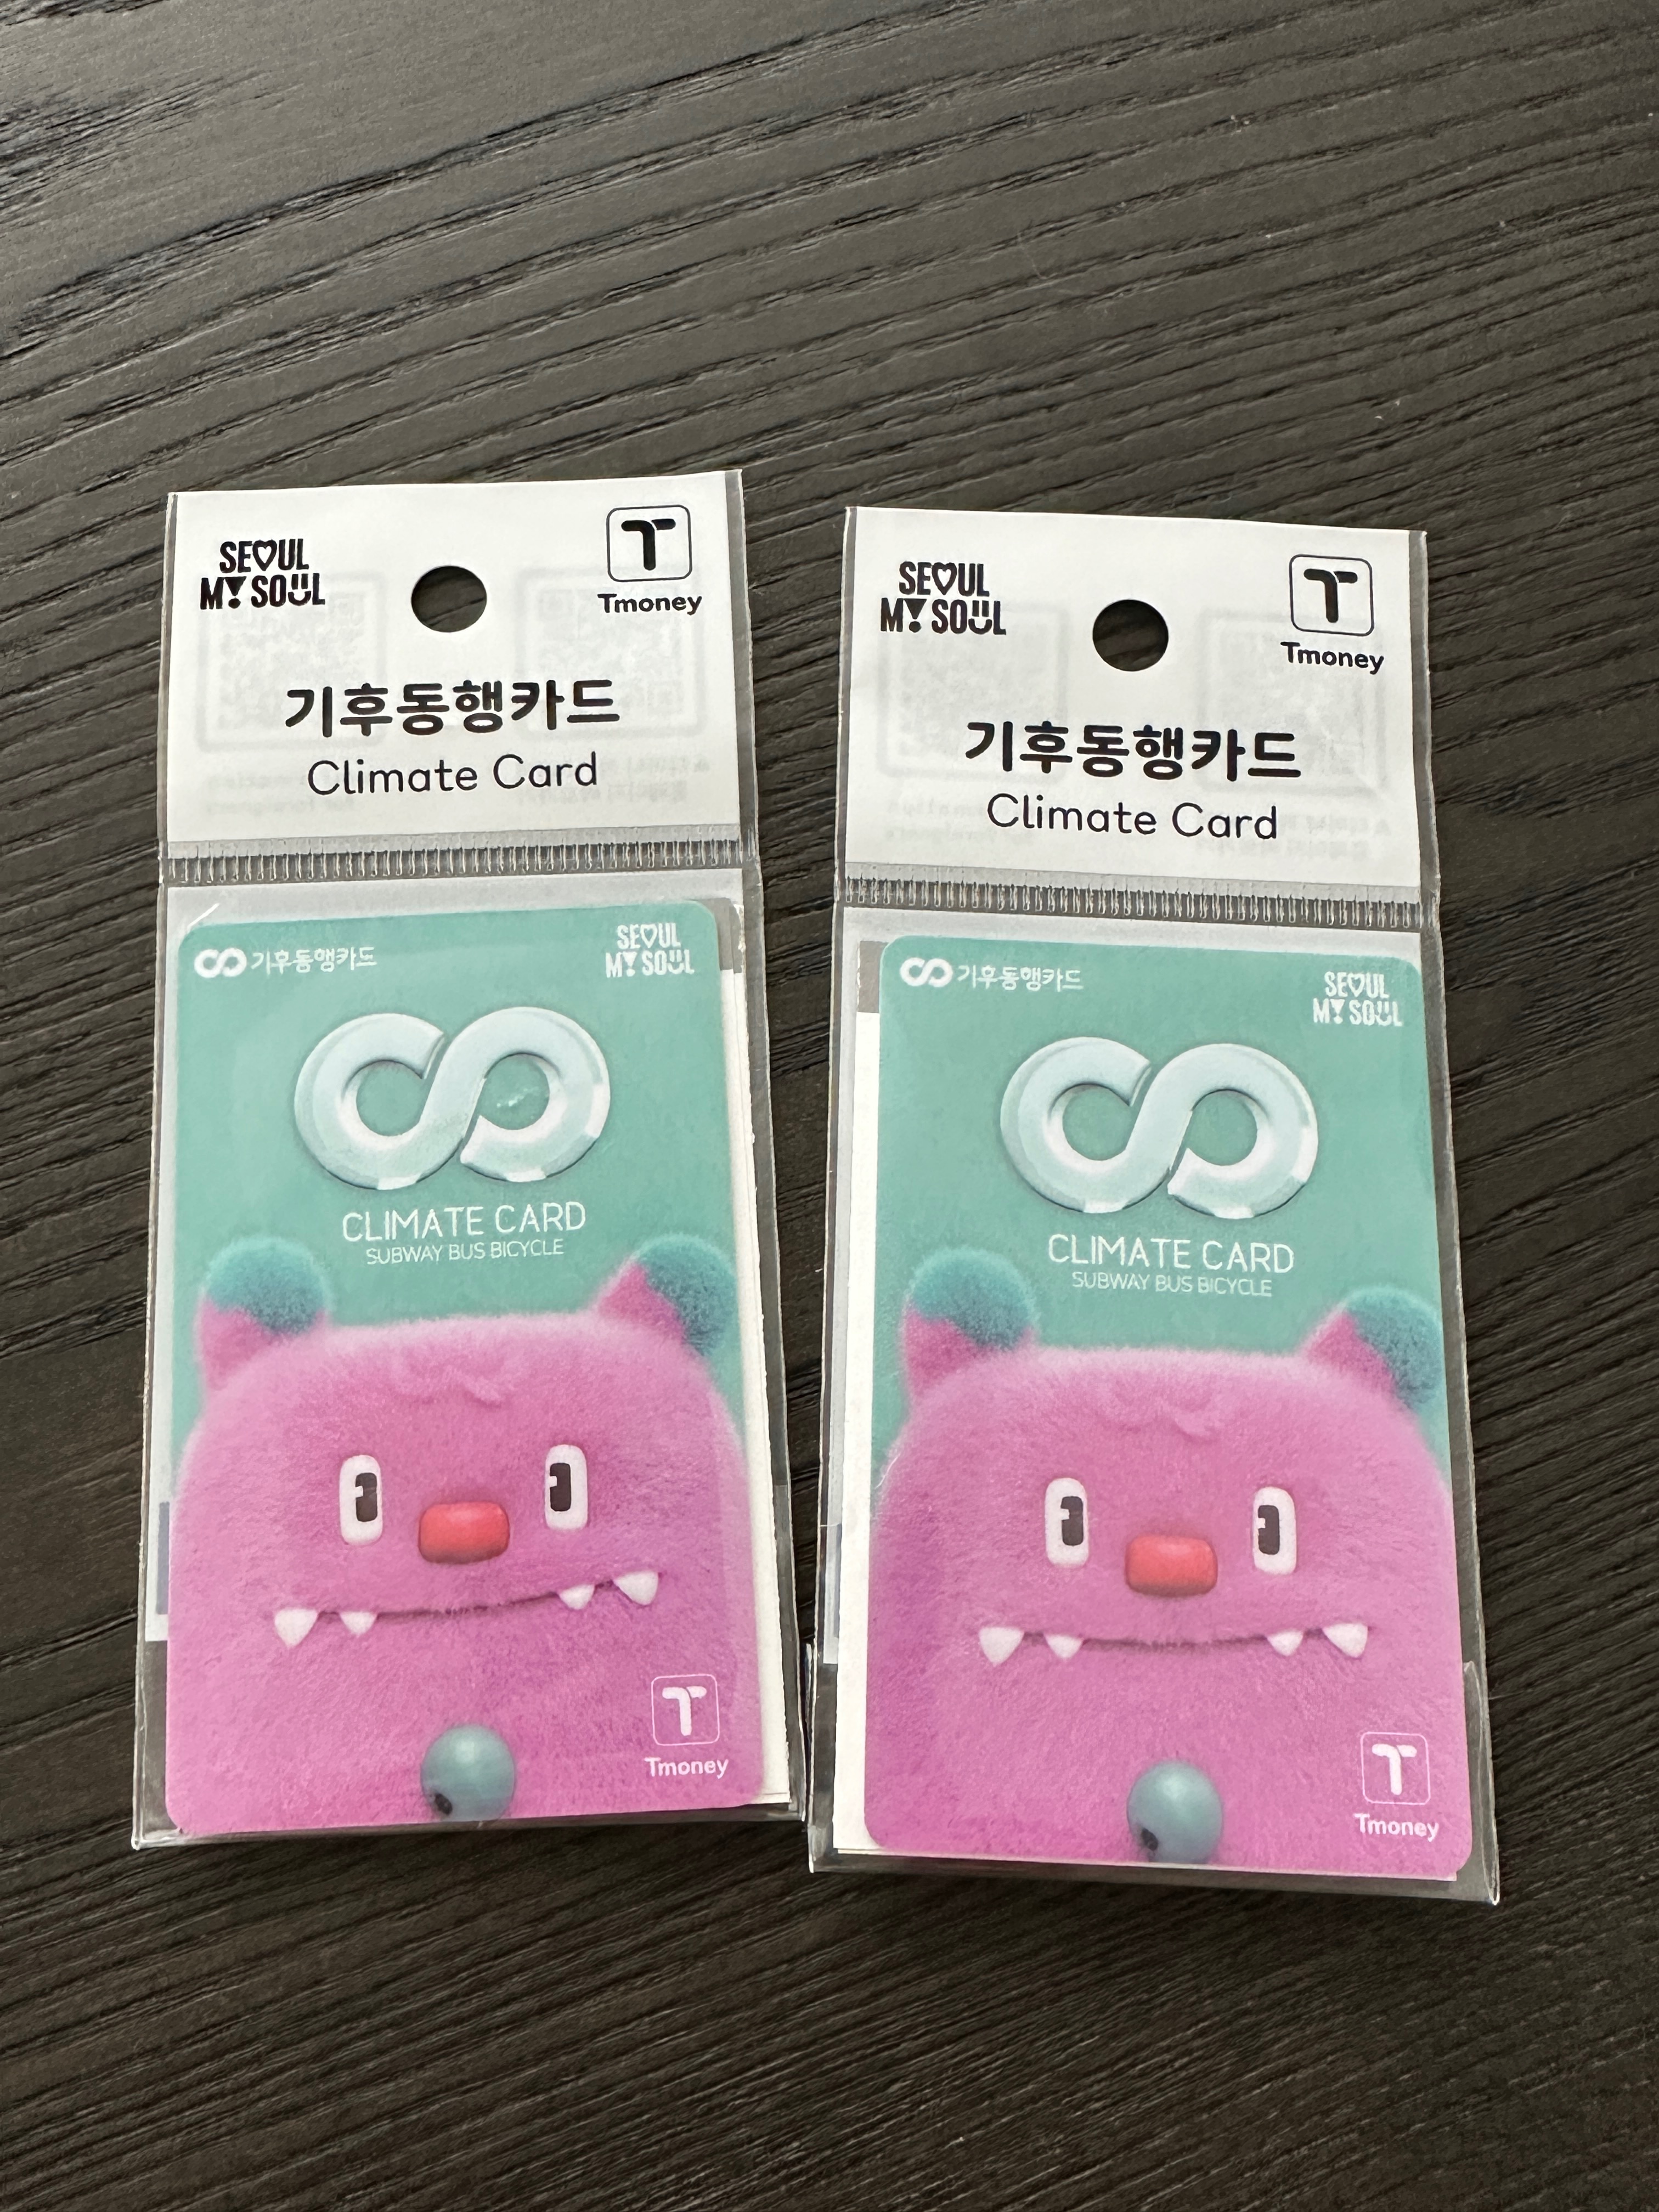 SEOUL
MY SOUL
Tmoney
기후동행카드
Climate Card
기후동행카드
SEOUL
MY SOUL
CLIMATE CARD
SUBWAY BUS BICYCLE
T
Tmoney
SEOUL
MY SOUL
Tmoney
기후동행카드
Climate Card
기후동행카드
SEOUL
MY SOUL
CLIMATE CARD
SUBWAY BUS BICYCLE
T
Tmoney